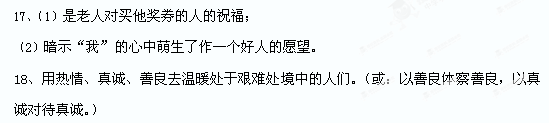 17、（1）是老人对买他奖券的人的祝福；
（2）暗示“我”的心中萌生了作一个好人的愿望。
18、用热情、真诚、善良去温暖处于艰难处境中的人们。（或：以善良体察善良，以真
诚对待真诚。）